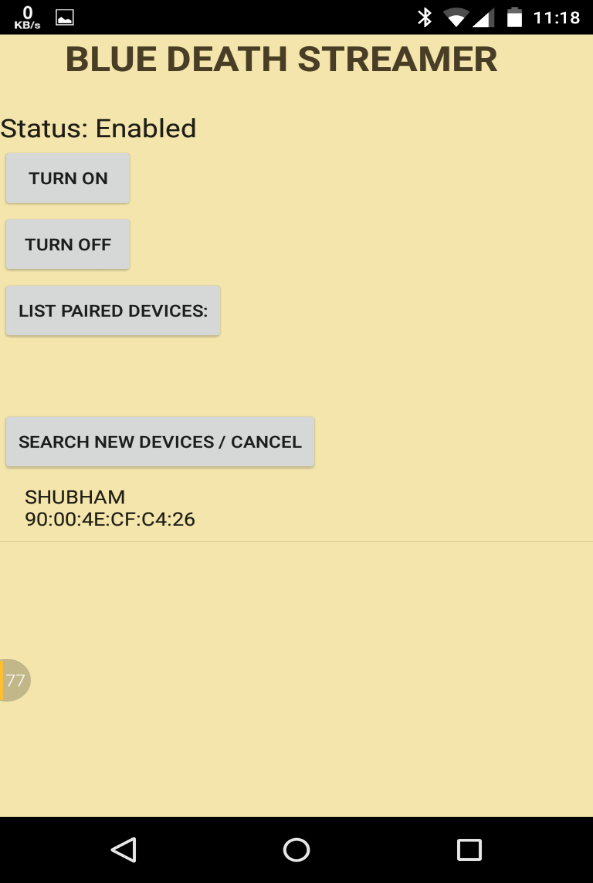 0
KB/s
11:18
BLUE DEATH STREAMER
Status: Enabled
TURN ON
TURN OFF
LIST PAIRED DEVICES:
SEARCH NEW DEVICES / CANCEL
SHUBHAM
90:00:4E:CF:C4:26
77